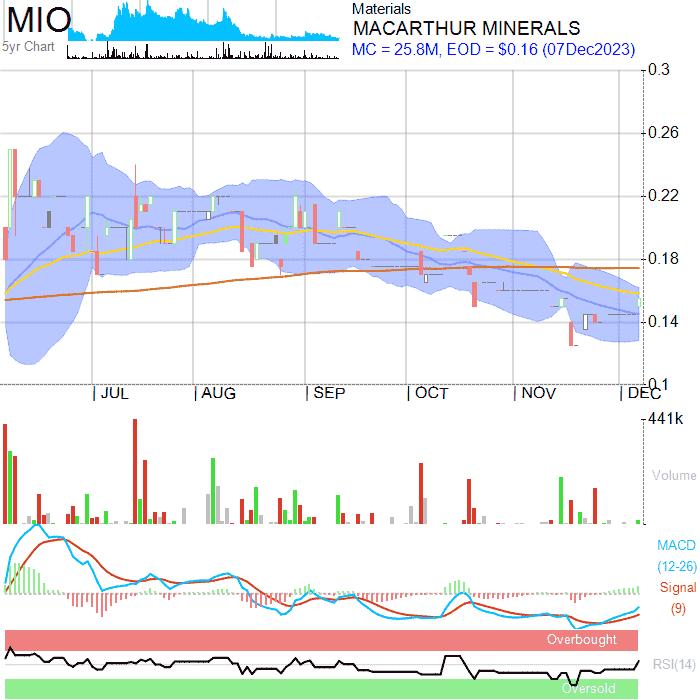 MIO
5yr Chart
Materials
MACARTHUR MINERALS
MC = 25.8M, EOD = $0.16 (07Dec2023)
0.3
0.26
0.22
0.18
0.14
0.1
JUL AUG SEP OCT NOV DEC
441k
Volume
MACD
(12-26)
Signal
(9)
Overbought
RSI(14)
Oversold